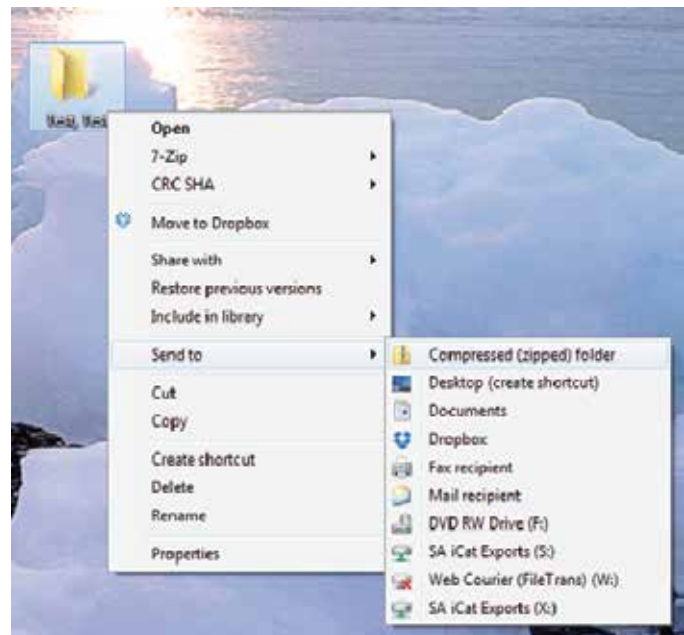 Open
7-Zip
CRC SHA
Move to Dropbox
Share with
Restore previous versions
Include in library
Send to
Cut
Copy
Create shortcut
Delete
Rename
Properties
Compressed (zipped) folder
Desktop (create shortcut)
Documents
Dropbox
Fax recipient
Mail recipient
DVD RW Drive (F:)
SA iCat Exports (S:)
Web Courier (FileTrans) (W:)
SA iCat Exports (X:)